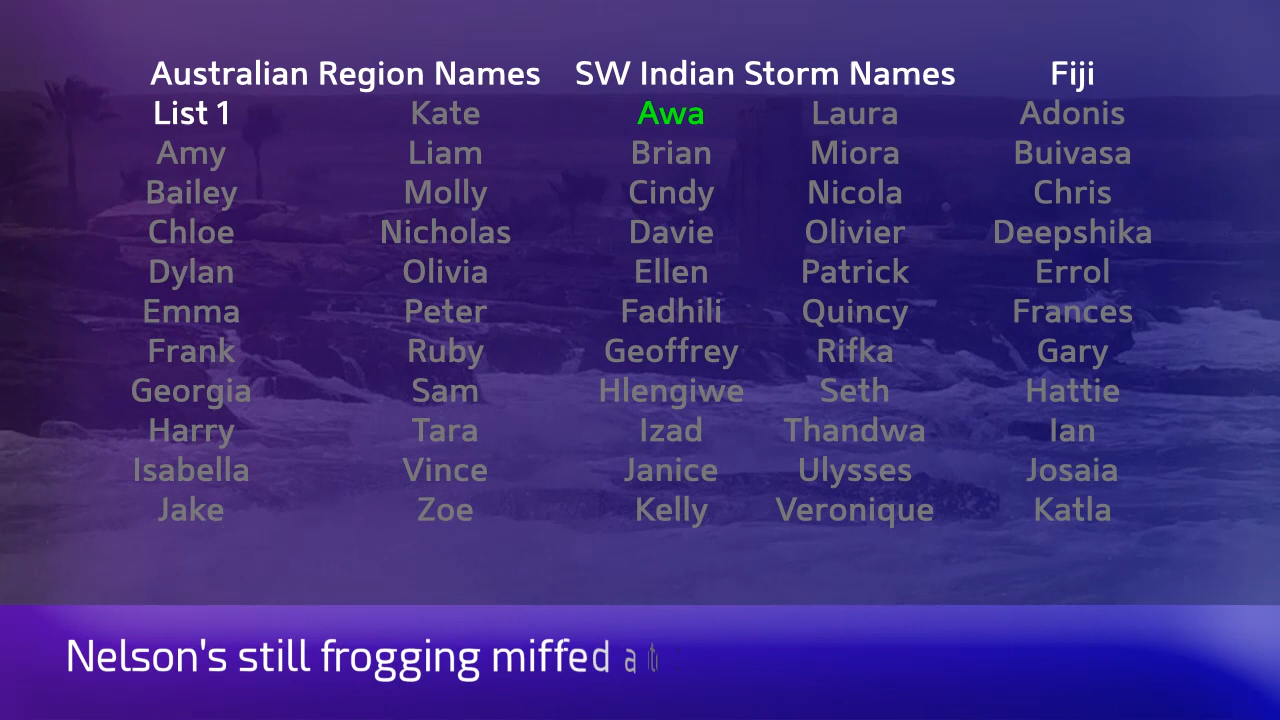 Australian Region Names SW Indian Storm Names Fiji
List 1 Kate Awa Laura Adonis
Amy Liam Brian Miora Buivasa
Bailey Molly Cindy Nicola Chris
Chloe Nicholas Davie Olivier Deepshika
Dylan Olivia Ellen Patrick Errol
Emma Peter Fadhili Quincy Frances
Frank Ruby Geoffrey Rifka Gary
Georgia Sam Hlengiwe Seth Hattie
Harry Tara Izad Thandwa Ian
Isabella Vince Janice Ulysses Josaia
Jake Zoe Kelly Veronique Katla
Nelson's still frogging miffed a